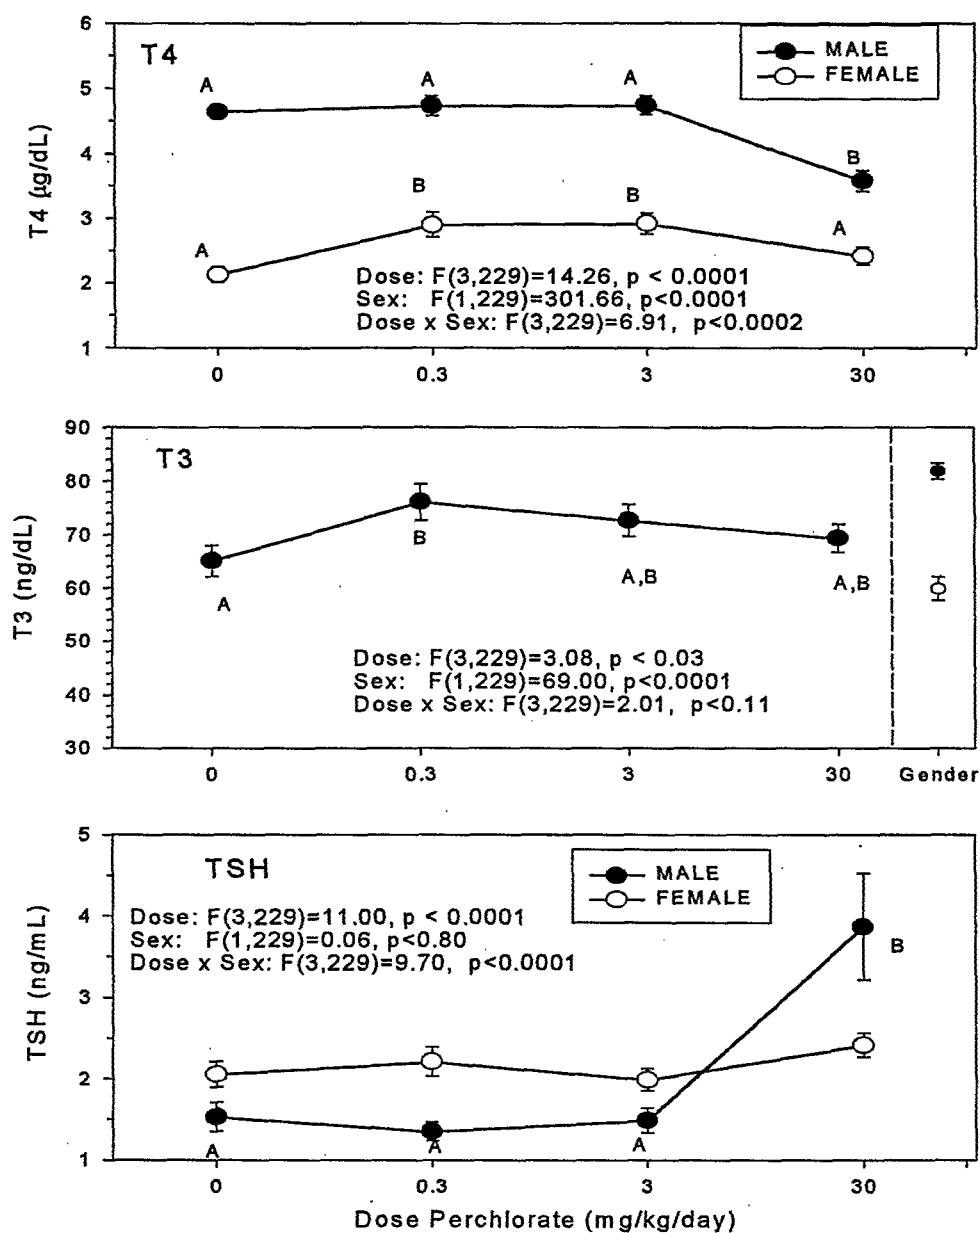 6
T4
A
A
A
MALE
FEMALE
5
4
B
T4 (μg/dL)
3
B
B
A
A
2
Dose: F(3,229)=14.26, p < 0.0001
Sex: F(1,229)=301.66, p<0.0001
Dose x Sex: F(3,229)=6.91, p<0.0002
1
0
0.3
3
30
90
T3
80
70
T3 (ng/dL)
B
A,B
A,B
A
60
50
Dose: F(3,229)=3.08, p < 0.03
Sex: F(1,229)=69.00, p<0.0001
Dose x Sex: F(3,229)=2.01, p<0.11
40
30
0
0.3
3
30
Gender
5
TSH
MALE
FEMALE
Dose: F(3,229)=11.00, p < 0.0001
Sex: F(1,229)=0.06, p<0.80
Dose x Sex: F(3,229)=9.70, p<0.0001
4
B
TSH (ng/mL)
3
2
A
A
A
1
0
0.3
3
30
Dose Perchlorate (mg/kg/day)